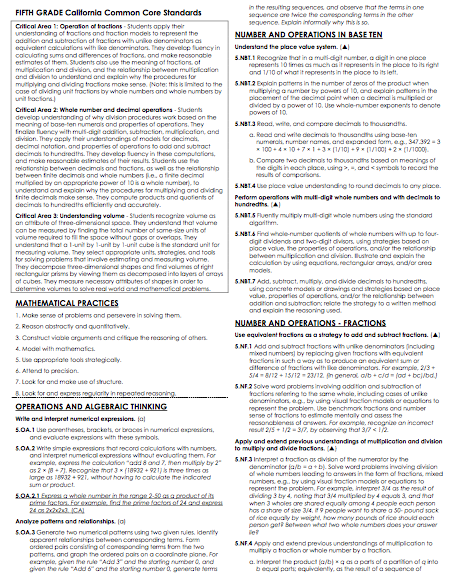 FIFTH GRADE California Common Core Standards
Critical Area 1: Operation of fractions - Students apply their
understanding of fractions and fraction models to represent the
addition and subtraction of fractions with unlike denominators as
equivalent calculations with like denominators. They develop fluency in
calculating sums and differences of fractions, and make reasonable
estimates of them. Students also use the meaning of fractions, of
multiplication and division, and the relationship between multiplication
and division to understand and explain why the procedures for
multiplying and dividing fractions make sense. (Note: this is limited to the
case of dividing unit fractions by whole numbers and whole numbers by
unit fractions.)
Critical Area 2: Whole number and decimal operations - Students
develop understanding of why division procedures work based on the
meaning of base-ten numerals and properties of operations. They
finalize fluency with multi-digit addition, subtraction, multiplication, and
division. They apply their understandings of models for decimals,
decimal notation, and properties of operations to add and subtract
decimals to hundredths. They develop fluency in these computations,
and make reasonable estimates of their results. Students use the
relationship between decimals and fractions, as well as the relationship
between finite decimals and whole numbers (i.e., a finite decimal
multiplied by an appropriate power of 10 is a whole number), to
understand and explain why the procedures for multiplying and dividing
finite decimals make sense. They compute products and quotients of
decimals to hundredths efficiently and accurately.
Critical Area 3: Understanding volume - Students recognize volume as
an attribute of three-dimensional space. They understand that volume
can be measured by finding the total number of same-size units of
volume required to fill the space without gaps or overlaps. They
understand that a 1-unit by 1-unit by 1-unit cube is the standard unit for
measuring volume. They select appropriate units, strategies, and tools
for solving problems that involve estimating and measuring volume.
They decompose three-dimensional shapes and find volumes of right
rectangular prisms by viewing them as decomposed into layers of arrays
of cubes. They measure necessary attributes of shapes in order to
determine volumes to solve real world and mathematical problems.
MATHEMATICAL PRACTICES
1. Make sense of problems and persevere in solving them.
2. Reason abstractly and quantitatively.
3. Construct viable arguments and critique the reasoning of others.
4. Model with mathematics.
5. Use appropriate tools strategically.
6. Attend to precision.
7. Look for and make use of structure.
8. Look for and express regularity in repeated reasoning.
OPERATIONS AND ALGEBRAIC THINKING
Write and interpret numerical expressions. (a)
5.OA.1 Use parentheses, brackets, or braces in numerical expressions,
and evaluate expressions with these symbols.
5.OA.2 Write simple expressions that record calculations with numbers,
and interpret numerical expressions without evaluating them. For
example, express the calculation "add 8 and 7, then multiply by 2"
as 2 × (8 + 7). Recognize that 3 × (18932 + 921) is three times as
large as 18932 + 921, without having to calculate the indicated
sum or product.
5.OA.2.1 Express a whole number in the range 2-50 as a product of its
prime factors. For example, find the prime factors of 24 and express
24 as 2x2x2x3. (CA)
Analyze patterns and relationships. (a)
5.OA.3 Generate two numerical patterns using two given rules. Identify
apparent relationships between corresponding terms. Form
ordered pairs consisting of corresponding terms from the two
patterns, and graph the ordered pairs on a coordinate plane. For
example, given the rule "Add 3" and the starting number 0, and
given the rule "Add 6" and the starting number 0, generate terms
in the resulting sequences, and observe that the terms in one
sequence are twice the corresponding terms in the other
sequence. Explain informally why this is so.
NUMBER AND OPERATIONS IN BASE TEN
Understand the place value system. (▲)
5.NBT.1 Recognize that in a multi-digit number, a digit in one place
represents 10 times as much as it represents in the place to its right
and 1/10 of what it represents in the place to its left.
5.NBT.2 Explain patterns in the number of zeros of the product when
multiplying a number by powers of 10, and explain patterns in the
placement of the decimal point when a decimal is multiplied or
divided by a power of 10. Use whole-number exponents to denote
powers of 10.
5.NBT.3 Read, write, and compare decimals to thousandths.
a. Read and write decimals to thousandths using base-ten
numerals, number names, and expanded form, e.g., 347.392 = 3
× 100 + 4 × 10 + 7 × 1 + 3 × (1/10) + 9 × (1/100) + 2 × (1/1000).
b. Compare two decimals to thousandths based on meanings of
the digits in each place, using >, =, and < symbols to record the
results of comparisons.
5.NBT.4 Use place value understanding to round decimals to any place.
Perform operations with multi-digit whole numbers and with decimals to
hundredths. (▲)
5.NBT.5 Fluently multiply multi-digit whole numbers using the standard
algorithm.
5.NBT.6 Find whole-number quotients of whole numbers with up to four-
digit dividends and two-digit divisors, using strategies based on
place value, the properties of operations, and/or the relationship
between multiplication and division. Illustrate and explain the
calculation by using equations, rectangular arrays, and/or area
models.
5.NBT.7 Add, subtract, multiply, and divide decimals to hundredths,
using concrete models or drawings and strategies based on place
value, properties of operations, and/or the relationship between
addition and subtraction; relate the strategy to a written method
and explain the reasoning used.
NUMBER AND OPERATIONS - FRACTIONS
Use equivalent fractions as a strategy to add and subtract fractions. (▲)
5.NF.1 Add and subtract fractions with unlike denominators (including
mixed numbers) by replacing given fractions with equivalent
fractions in such a way as to produce an equivalent sum or
difference of fractions with like denominators. For example, 2/3 +
5/4 = 8/12 + 15/12 = 23/12. (In general, a/b + c/d = (ad + bc)/bd.)
5.NF.2 Solve word problems involving addition and subtraction of
fractions referring to the same whole, including cases of unlike
denominators, e.g., by using visual fraction models or equations to
represent the problem. Use benchmark fractions and number
sense of fractions to estimate mentally and assess the
reasonableness of answers. For example, recognize an incorrect
result 2/5 + 1/2 = 3/7, by observing that 3/7 < 1/2.
Apply and extend previous understandings of multiplication and division
to multiply and divide fractions. (▲)
5.NF.3 Interpret a fraction as division of the numerator by the
denominator (a/b = a ÷ b). Solve word problems involving division
of whole numbers leading to answers in the form of fractions, mixed
numbers, e.g., by using visual fraction models or equations to
represent the problem. For example, interpret 3/4 as the result of
dividing 3 by 4, noting that 3/4 multiplied by 4 equals 3, and that
when 3 wholes are shared equally among 4 people each person
has a share of size 3/4. If 9 people want to share a 50- pound sack
of rice equally by weight, how many pounds of rice should each
person get? Between what two whole numbers does your answer
lie?
5.NF.4 Apply and extend previous understandings of multiplication to
multiply a fraction or whole number by a fraction.
a. Interpret the product (a/b) × q as a parts of a partition of q into
b equal parts; equivalently, as the result of a sequence of